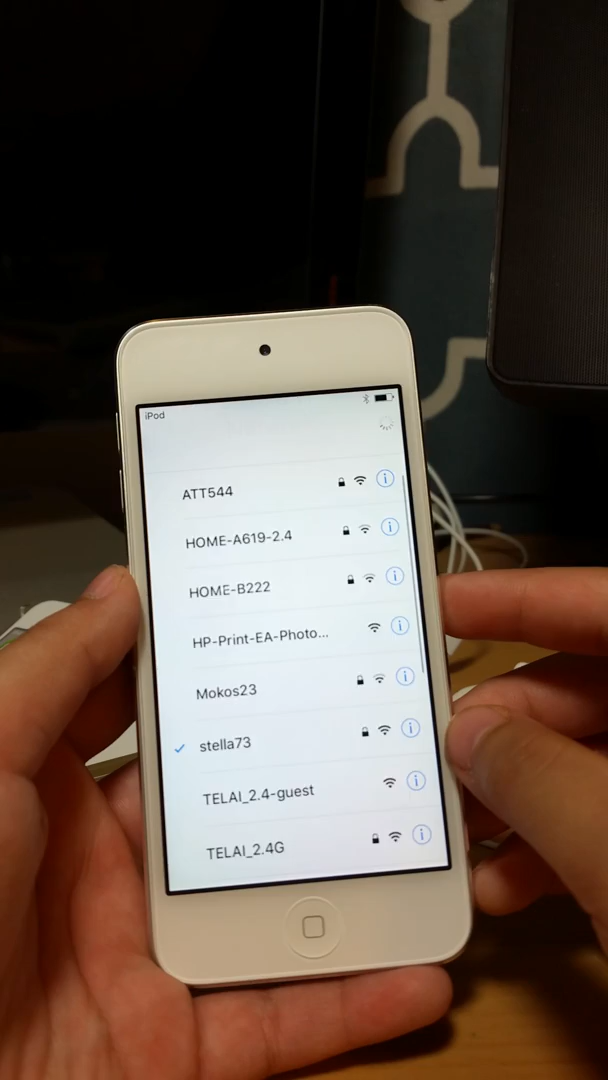 iPod
ATT544
HOME-A619-2.4
HOME-B222
HP-Print-EA-Photo...
Mokos23
stella73
TELAI_2.4-guest
TELAI_2.4G